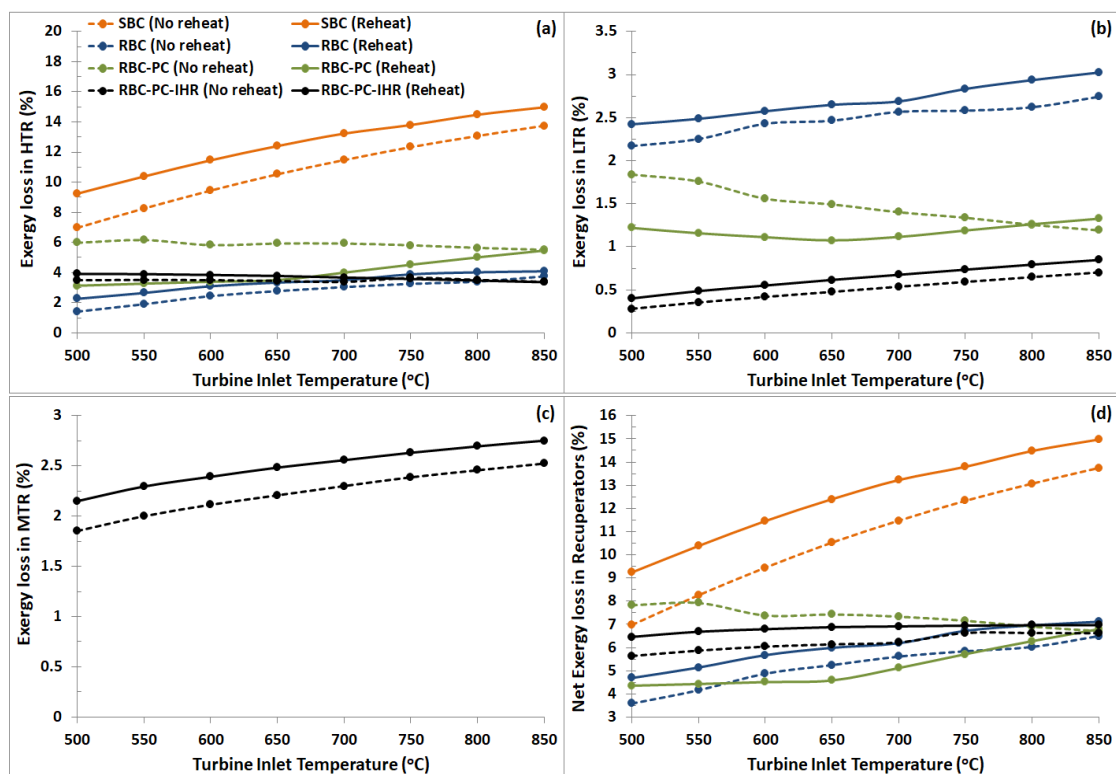 SBC (No reheat) SBC (Reheat) (a)
RBC (No reheat) RBC (Reheat)
RBC-PC (No reheat) RBC-PC (Reheat)
RBC-PC-IHR (No reheat) RBC-PC-IHR (Reheat)
Exergy loss in HTR (%)
20
18
16
14
12
10
8
6
4
2
0
500 550 600 650 700 750 800 850
Turbine Inlet Temperature (°C)
(b)
Exergy loss in LTR (%)
3.5
3
2.5
2
1.5
1
0.5
0
500 550 600 650 700 750 800 850
Turbine Inlet Temperature (°C)
(c)
Exergy loss in MTR (%)
3
2.5
2
1.5
1
0.5
0
500 550 600 650 700 750 800 850
Turbine Inlet Temperature (°C)
(d)
Net Exergy loss in Recuperators (%)
16
15
14
13
12
11
10
9
8
7
6
5
4
3
500 550 600 650 700 750 800 850
Turbine Inlet Temperature (°C)